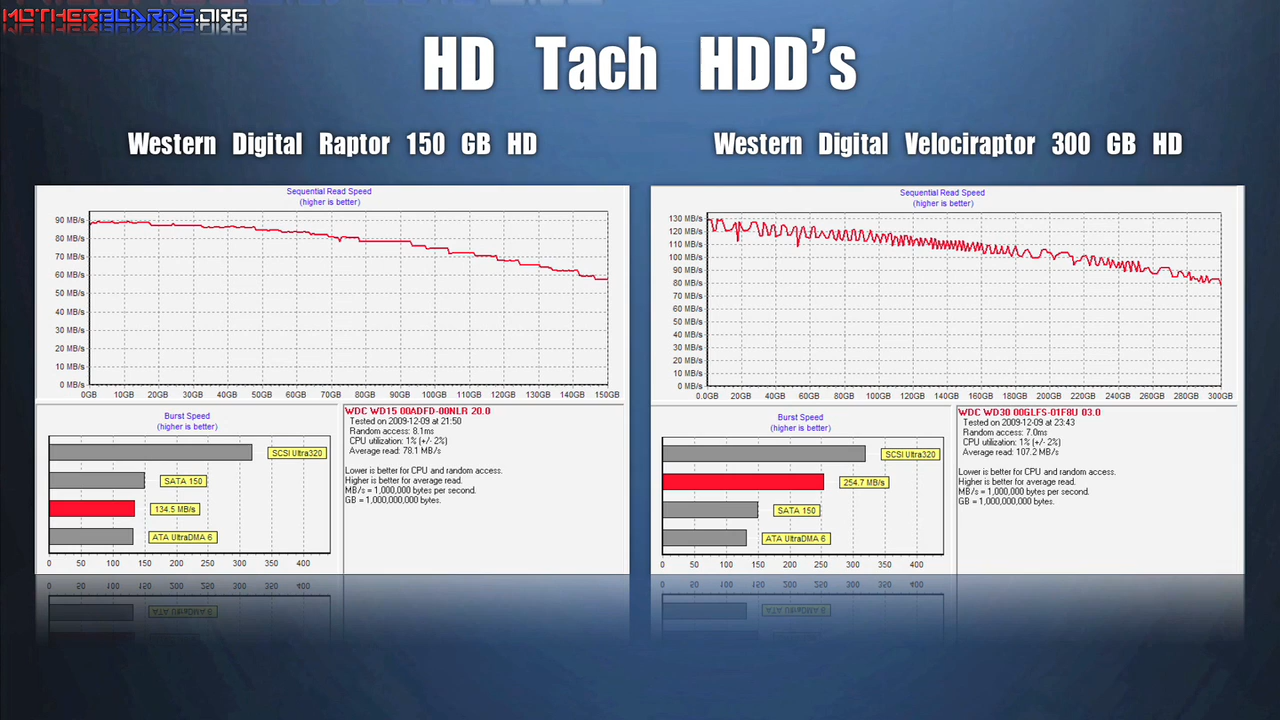 MOTHERBOARDS.ORG
HD Tach HDD's
Western Digital Raptor 150 GB HD
Sequential Read Speed
(higher is better)
90 MB/s
80 MB/s
70 MB/s
60 MB/s
50 MB/s
40 MB/s
30 MB/s
20 MB/s
10 MB/s
0 MB/s
0GB 10GB 20GB 30GB 40GB 50GB 60GB 70GB 80GB 90GB 100GB 110GB 120GB 130GB 140GB 150GB
Burst Speed
(higher is better)
SCSI Ultra320
SATA 150
134.5 MB/s
ATA UltraDMA 6
0 50 100 150 200 250 300 350 400
WDC WD15 00ADFD-00NLR 20.0
Tested on 2009-12-09 at 21:50
Random access: 8.1ms
CPU utilization: 1% (+/- 2%)
Average read: 78.1 MB/s
Lower is better for CPU and random access.
Higher is better for average read.
MB/s = 1,000,000 bytes per second.
GB = 1,000,000,000 bytes.
Western Digital Velociraptor 300 GB HD
Sequential Read Speed
(higher is better)
130 MB/s
120 MB/s
110 MB/s
100 MB/s
90 MB/s
80 MB/s
70 MB/s
60 MB/s
50 MB/s
40 MB/s
30 MB/s
20 MB/s
10 MB/s
0 MB/s
0.0GB 20GB 40GB 60GB 80GB 100GB 120GB 140GB 160GB 180GB 200GB 220GB 240GB 260GB 280GB 300GB
Burst Speed
(higher is better)
SCSI Ultra320
254.7 MB/s
SATA 150
ATA UltraDMA 6
0 50 100 150 200 250 300 350 400
WDC WD30 00GLFS-01F8U 03.0
Tested on 2009-12-09 at 23:43
Random access: 7.0ms
CPU utilization: 1% (+/- 2%)
Average read: 107.2 MB/s
Lower is better for CPU and random access.
Higher is better for average read.
MB/s = 1,000,000 bytes per second.
GB = 1,000,000,000 bytes.